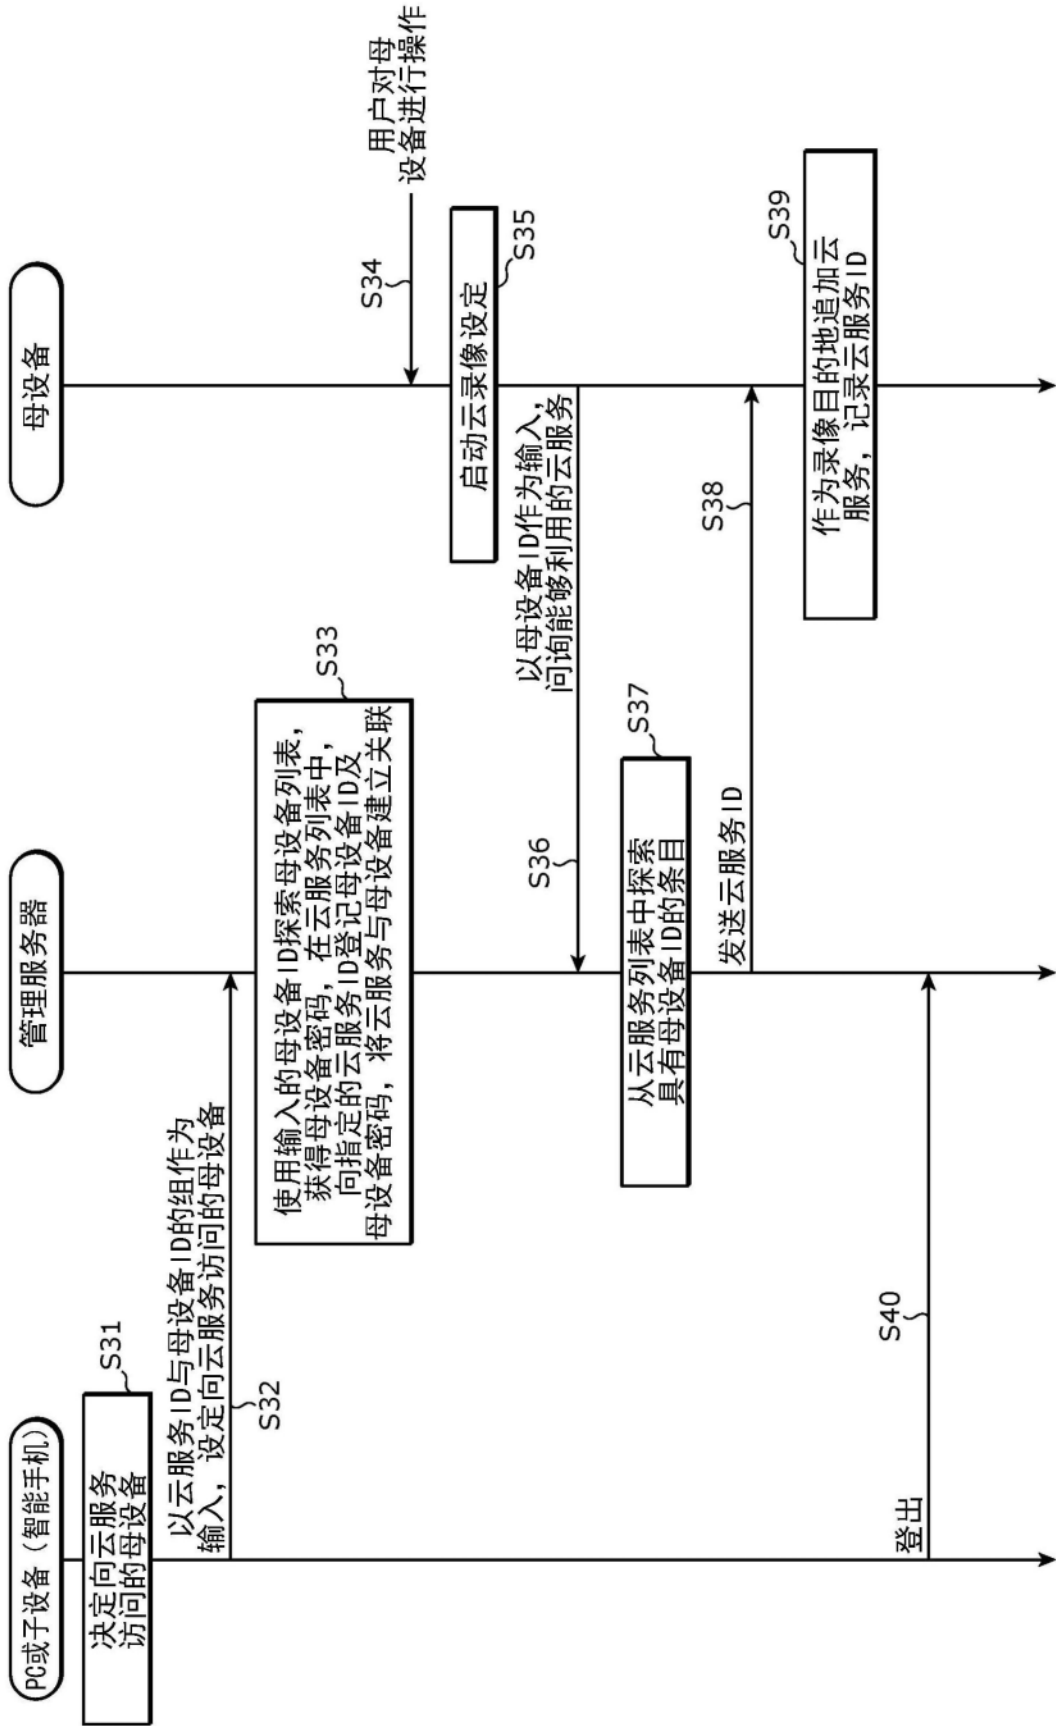 PC或子设备（智能手机）
管理服务器
母设备
决定向云服务
访问的母设备
S31
以云服务ID与母设备ID的组作为
输入，设定向云服务访问的母设备
S32
使用输入的母设备ID探索母设备列表，
获得母设备密码，在云服务列表中，
向指定的云服务ID登记母设备ID及
母设备密码，将云服务与母设备建立关联
S33
用户对母
设备进行操作
S34
启动云录像设定
S35
以母设备ID作为输入，
问询能够利用的云服务
S36
从云服务列表中探索
具有母设备ID的条目
S37
发送云服务ID
S38
作为录像目的地追加云
服务，记录云服务ID
S39
登出
S40